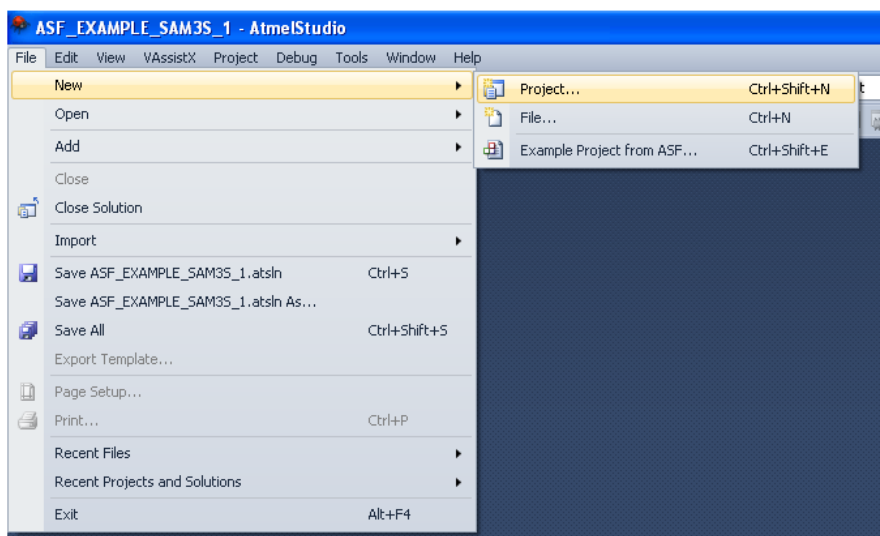 ASF_EXAMPLE_SAM3S_1 - AtmelStudio
File Edit View VAssistX Project Debug Tools Window Help
New
Open
Add
Close
Close Solution
Import
Save ASF_EXAMPLE_SAM3S_1.atsln Ctrl+S
Save ASF_EXAMPLE_SAM3S_1.atsln As...
Save All Ctrl+Shift+S
Export Template...
Page Setup...
Print... Ctrl+P
Recent Files
Recent Projects and Solutions
Exit Alt+F4
Project... Ctrl+Shift+N
File... Ctrl+N
Example Project from ASF... Ctrl+Shift+E
t